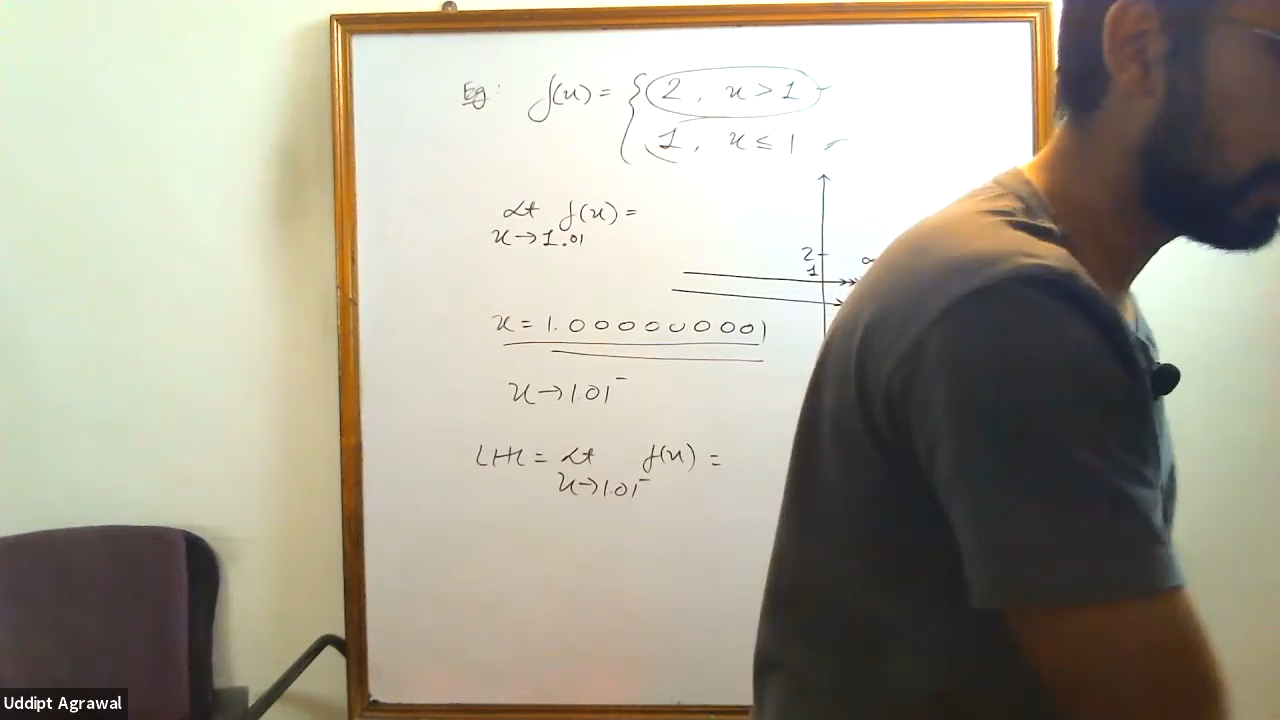 Eg: f(x) = { 2, x > 1
1, x ≤ 1
Lt f(x) =
x → 1.01
2
1
x = 1.000000001
x → 1.01⁻
LHL = Lt f(x) =
x → 1.01⁻
Uddipt Agrawal